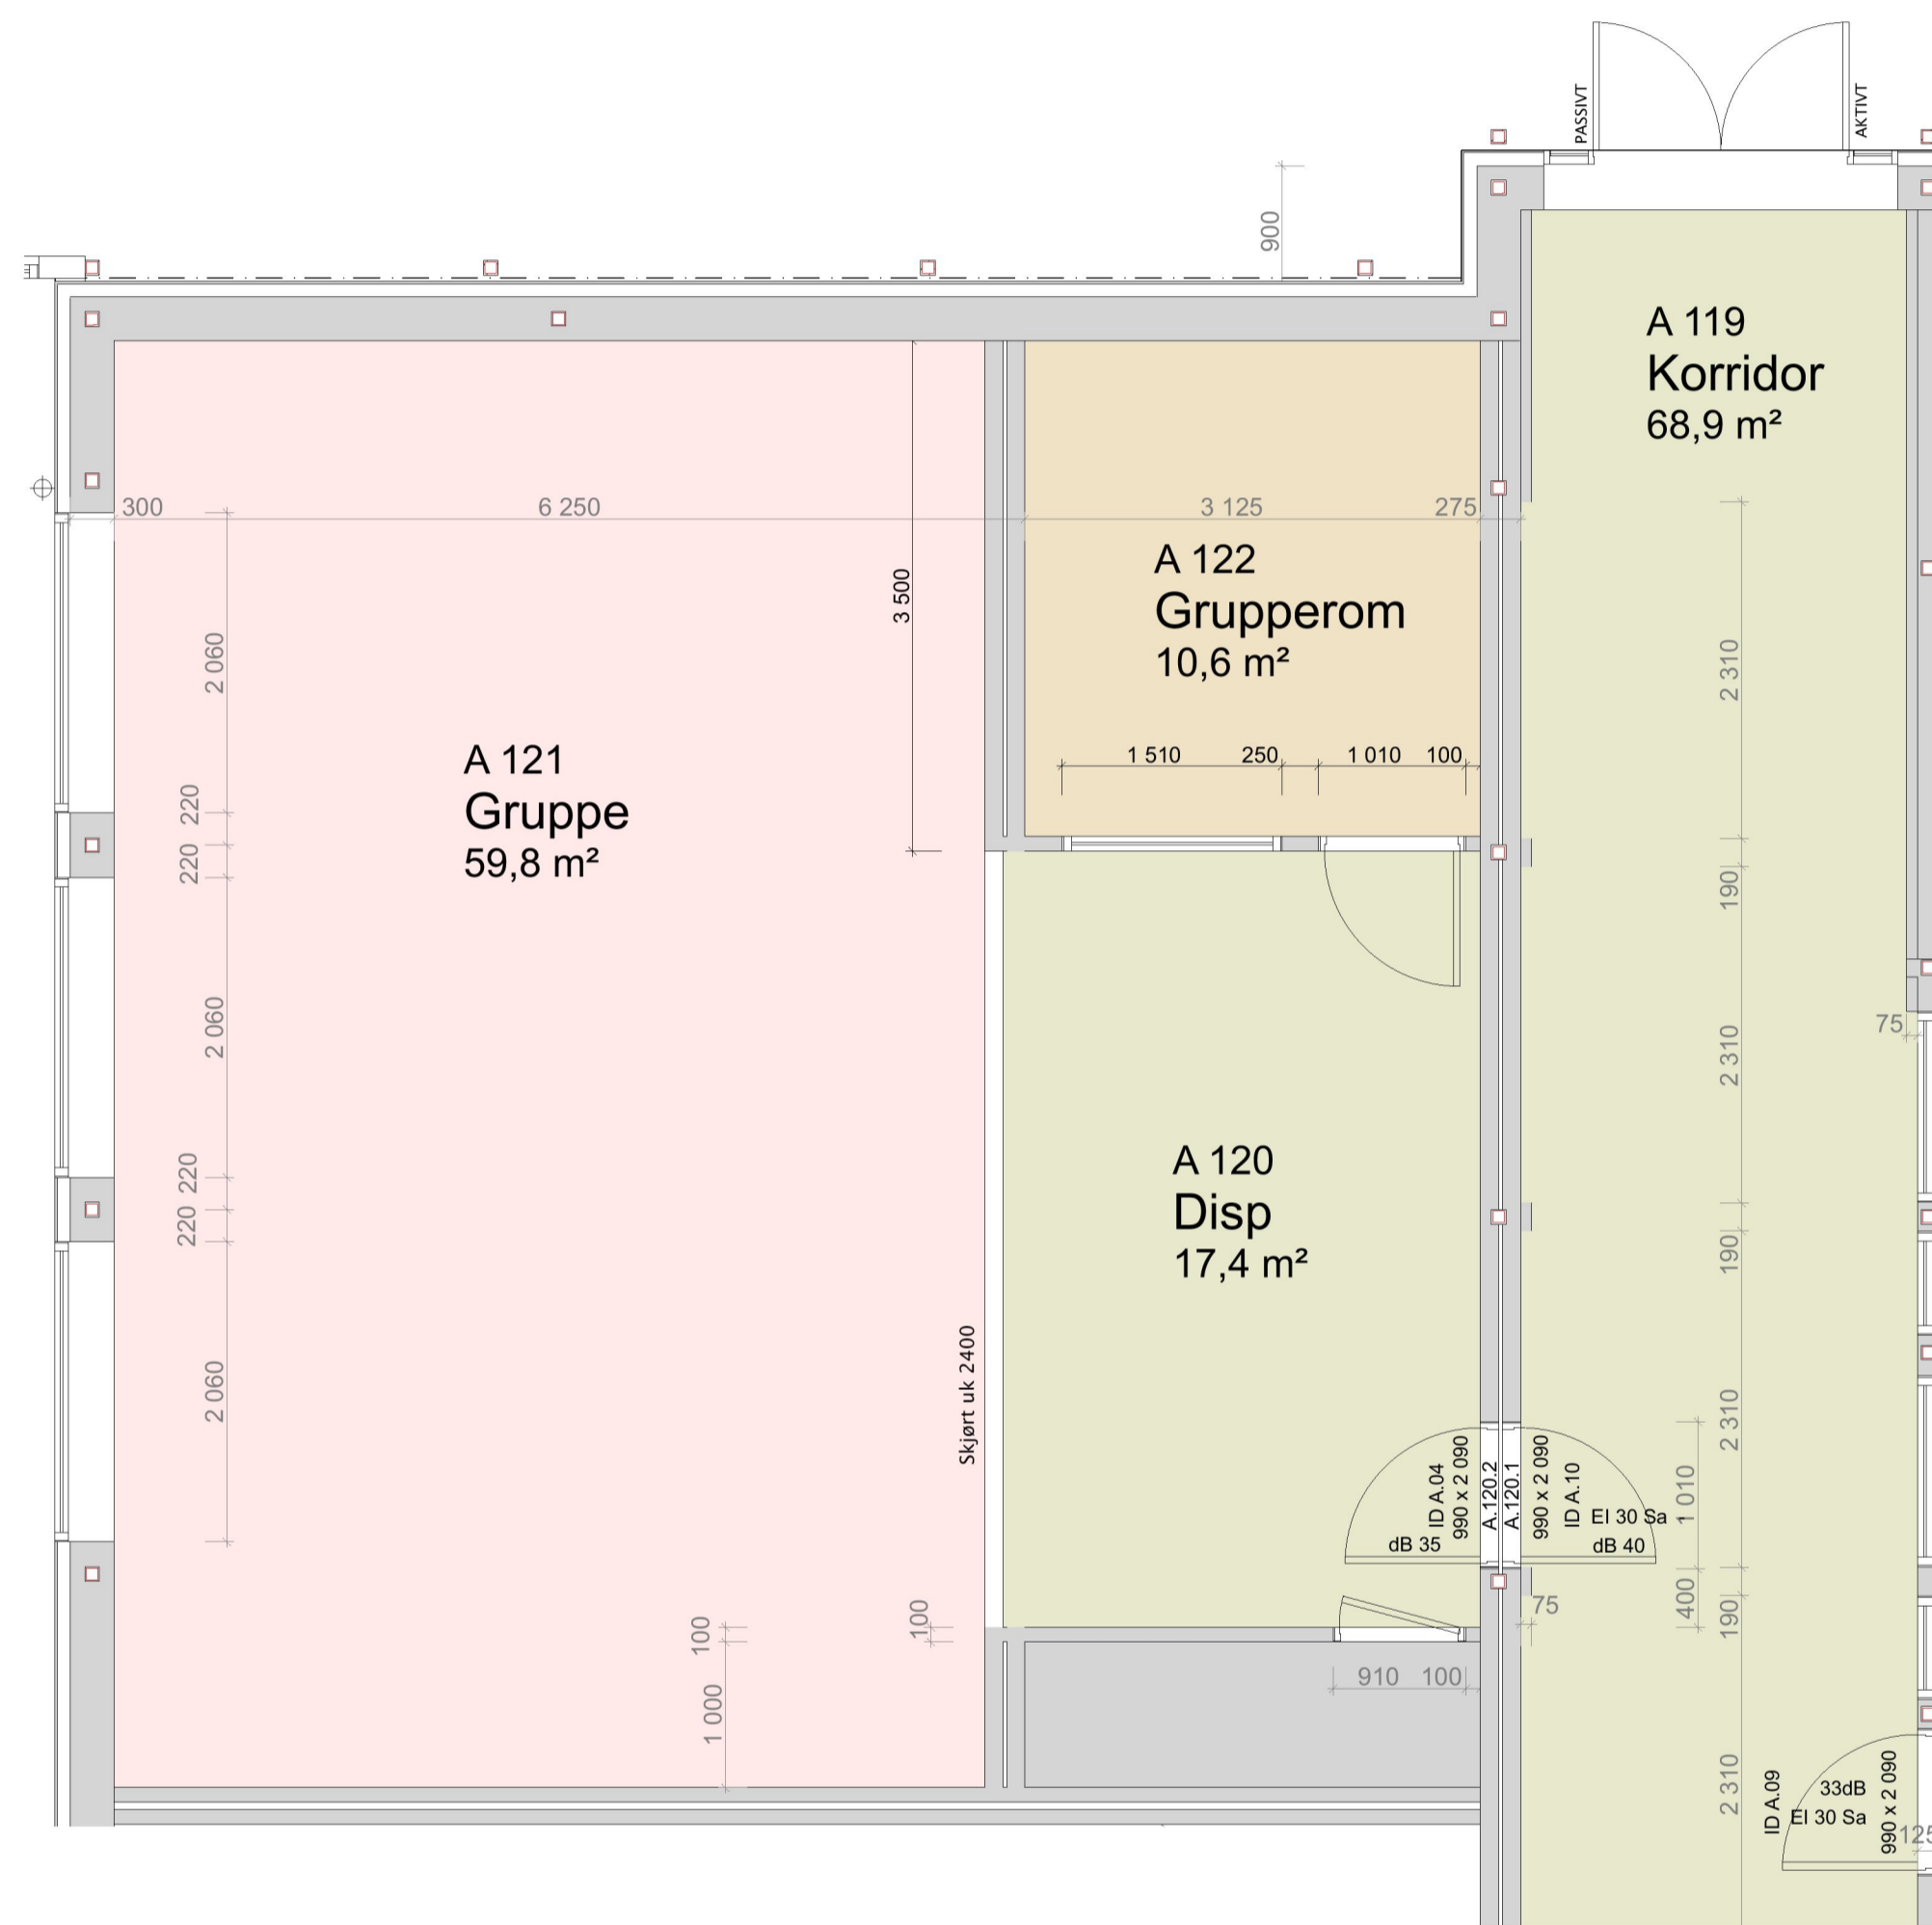 PASSIVT
AKTIVT
900
A 119
Korridor
68,9 m²
300
6 250
3 125
275
3 500
A 122
Grupperom
10,6 m²
2 060
2 310
1 510
250
1 010
100
A 121
Gruppe
59,8 m²
220
220
190
2 060
2 310
75
A 120
Disp
17,4 m²
220
220
190
2 060
2 310
Skjørt uk 2400
ID A.04
990 x 2 090
dB 35
A.120.2
A.120.1
990 x 2 090
ID A.10
EI 30 Sa
dB 40
1 010
400
190
75
100
100
1 000
910
100
2 310
ID A.09
33dB
EI 30 Sa
990 x 2 090
125